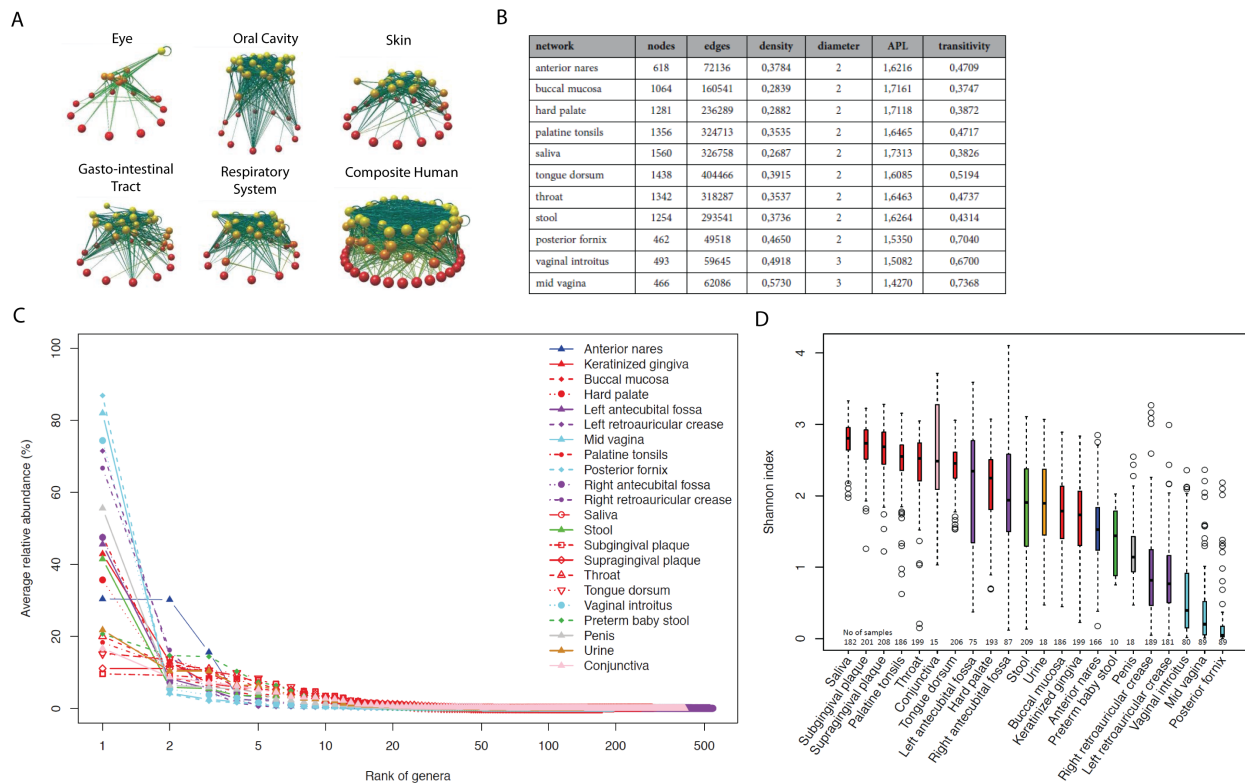 A
Eye
Oral Cavity
Skin
Gasto-intestinal
Tract
Respiratory
System
Composite Human
B
network nodes edges density diameter APL transitivity
anterior nares 618 72136 0,3784 2 1,6216 0,4709
buccal mucosa 1064 160541 0,2839 2 1,7161 0,3747
hard palate 1281 236289 0,2882 2 1,7118 0,3872
palatine tonsils 1356 324713 0,3535 2 1,6465 0,4717
saliva 1560 326758 0,2687 2 1,7313 0,3826
tongue dorsum 1438 404466 0,3915 2 1,6085 0,5194
throat 1342 318287 0,3537 2 1,6463 0,4737
stool 1254 293541 0,3736 2 1,6264 0,4314
posterior fornix 462 49518 0,4650 2 1,5350 0,7040
vaginal introitus 493 59645 0,4918 3 1,5082 0,6700
mid vagina 466 62086 0,5730 3 1,4270 0,7368
C
Average relative abundance (%)
100
80
60
40
20
0
1 2 5 10 20 50 100 200 500
Rank of genera
Anterior nares
Keratinized gingiva
Buccal mucosa
Hard palate
Left antecubital fossa
Left retroauricular crease
Mid vagina
Palatine tonsils
Posterior fornix
Right antecubital fossa
Right retroauricular crease
Saliva
Stool
Subgingival plaque
Supragingival plaque
Throat
Tongue dorsum
Vaginal introitus
Preterm baby stool
Penis
Urine
Conjunctiva
D
Shannon index
4
3
2
1
0
No of samples
182 201 208 186 199 15 206 75 193 87 209 18 186 199 166 10 18 189 181 80 89 89
Saliva
Subgingival plaque
Supragingival plaque
Palatine tonsils
Throat
Conjunctiva
Tongue dorsum
Left antecubital fossa
Hard palate
Right antecubital fossa
Stool
Urine
Buccal mucosa
Keratinized gingiva
Anterior nares
Preterm baby stool
Penis
Right retroauricular crease
Left retroauricular crease
Vaginal introitus
Mid vagina
Posterior fornix